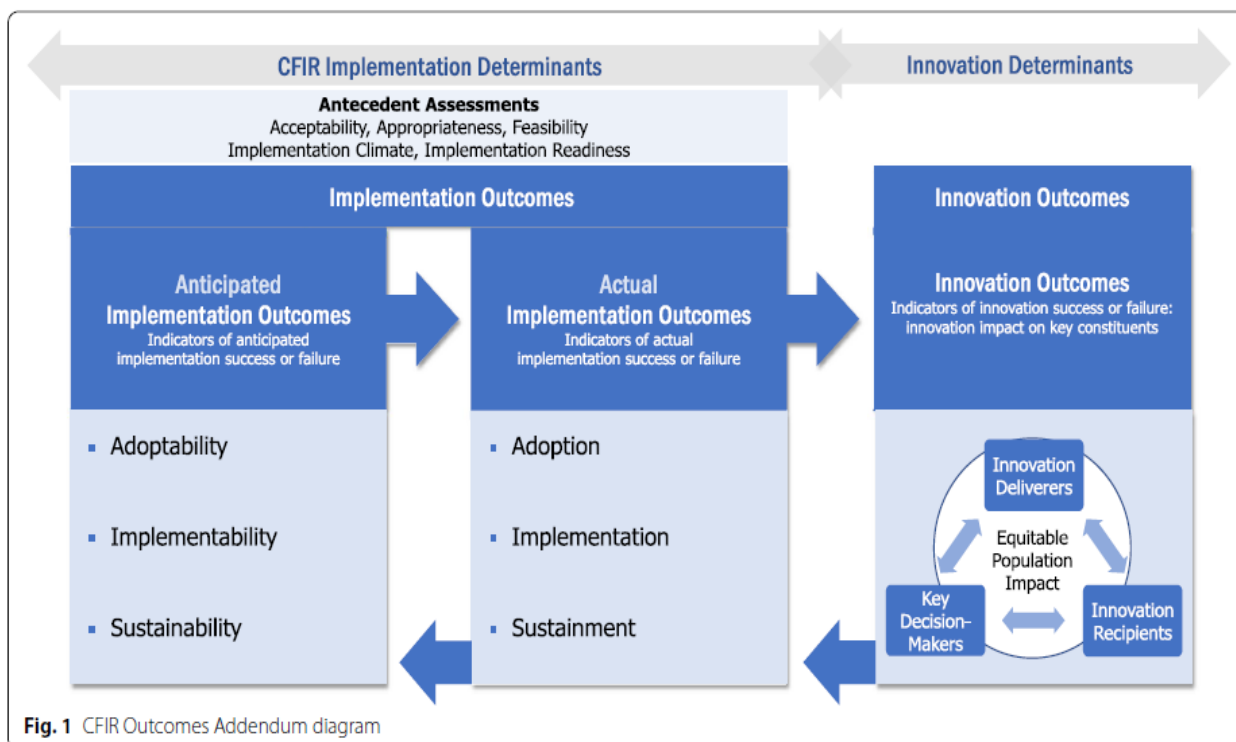 CFIR Implementation Determinants
Innovation Determinants
Antecedent Assessments
Acceptability, Appropriateness, Feasibility
Implementation Climate, Implementation Readiness
Implementation Outcomes
Innovation Outcomes
Anticipated
Implementation Outcomes
Indicators of anticipated
implementation success or failure
Actual
Implementation Outcomes
Indicators of actual
implementation success or failure
Innovation Outcomes
Indicators of innovation success or failure:
innovation impact on key constituents
▪ Adoptability
▪ Implementability
▪ Sustainability
▪ Adoption
▪ Implementation
▪ Sustainment
Innovation
Deliverers
Equitable
Population
Impact
Key
Decision-
Makers
Innovation
Recipients
Fig. 1 CFIR Outcomes Addendum diagram